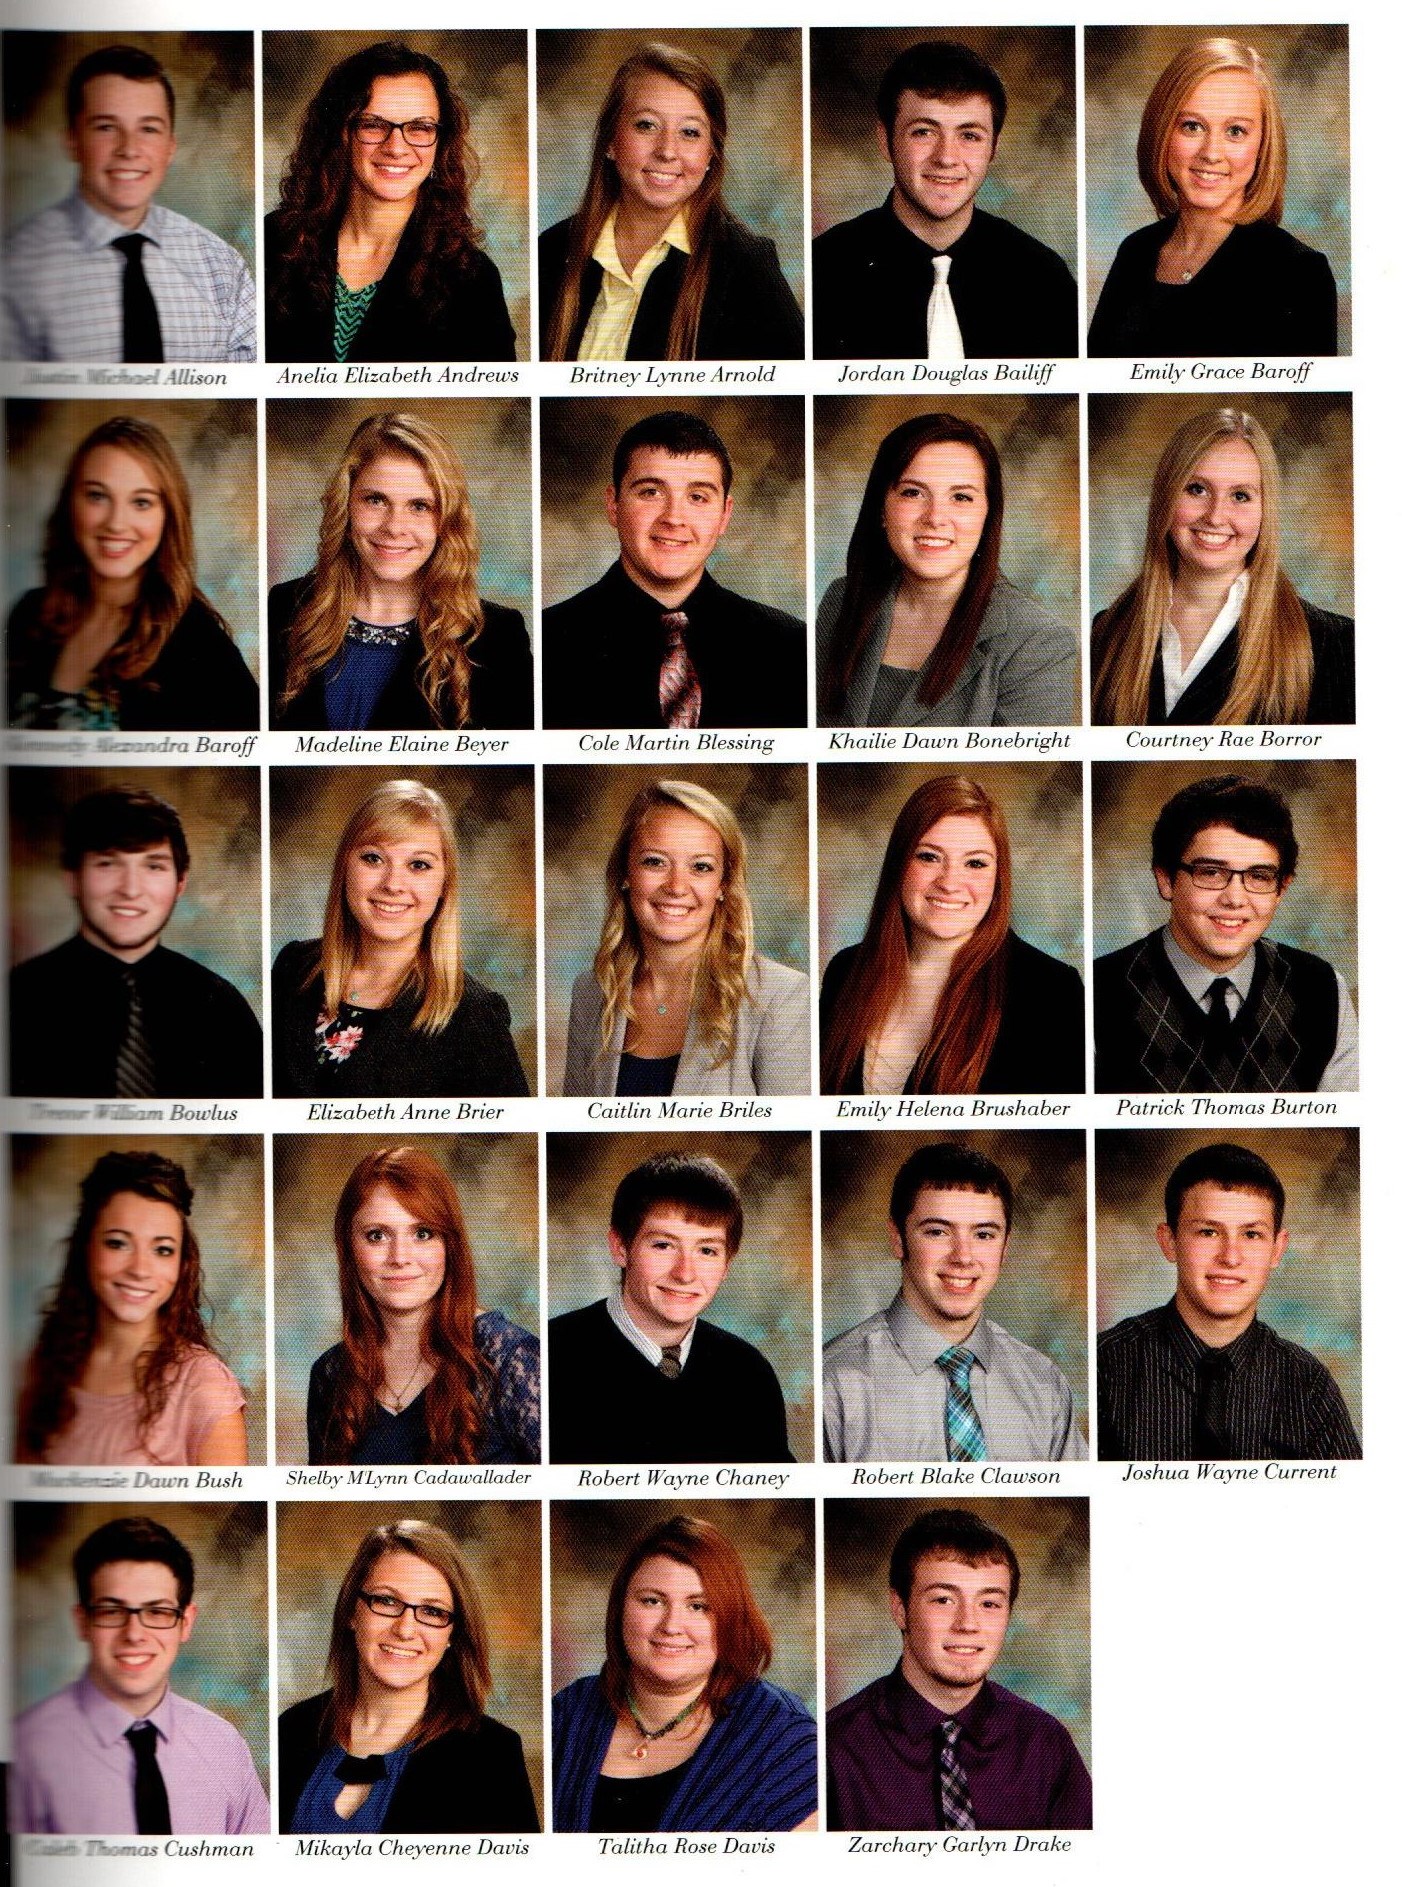 Michael Allison
Anelia Elizabeth Andrews
Britney Lynne Arnold
Jordan Douglas Bailiff
Emily Grace Baroff
Alexandra Baroff
Madeline Elaine Beyer
Cole Martin Blessing
Khailie Dawn Bonebright
Courtney Rae Borror
William Bowlus
Elizabeth Anne Brier
Caitlin Marie Briles
Emily Helena Brushaber
Patrick Thomas Burton
Dawn Bush
Shelby M'Lynn Cadawallader
Robert Wayne Chaney
Robert Blake Clawson
Joshua Wayne Current
Thomas Cushman
Mikayla Cheyenne Davis
Talitha Rose Davis
Zarchary Garlyn Drake